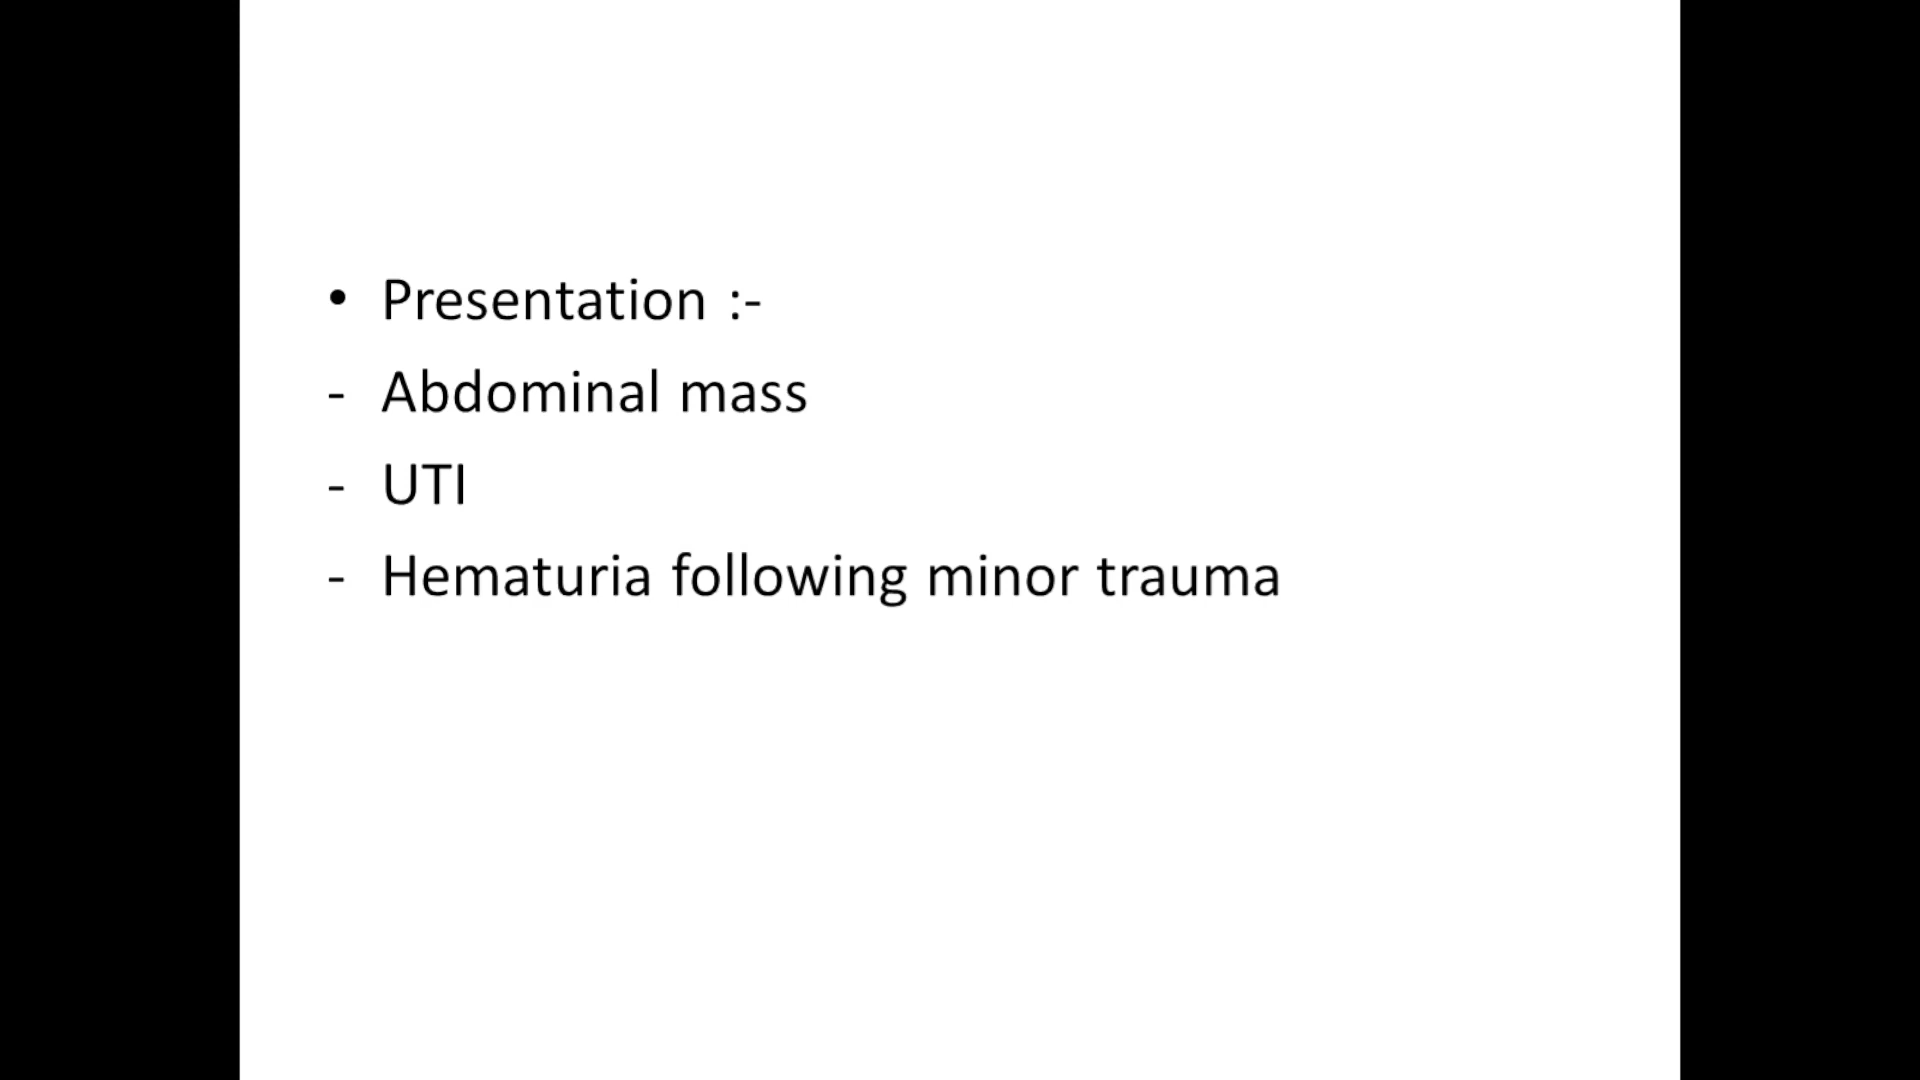 • Presentation :-
- Abdominal mass
- UTI
- Hematuria following minor trauma